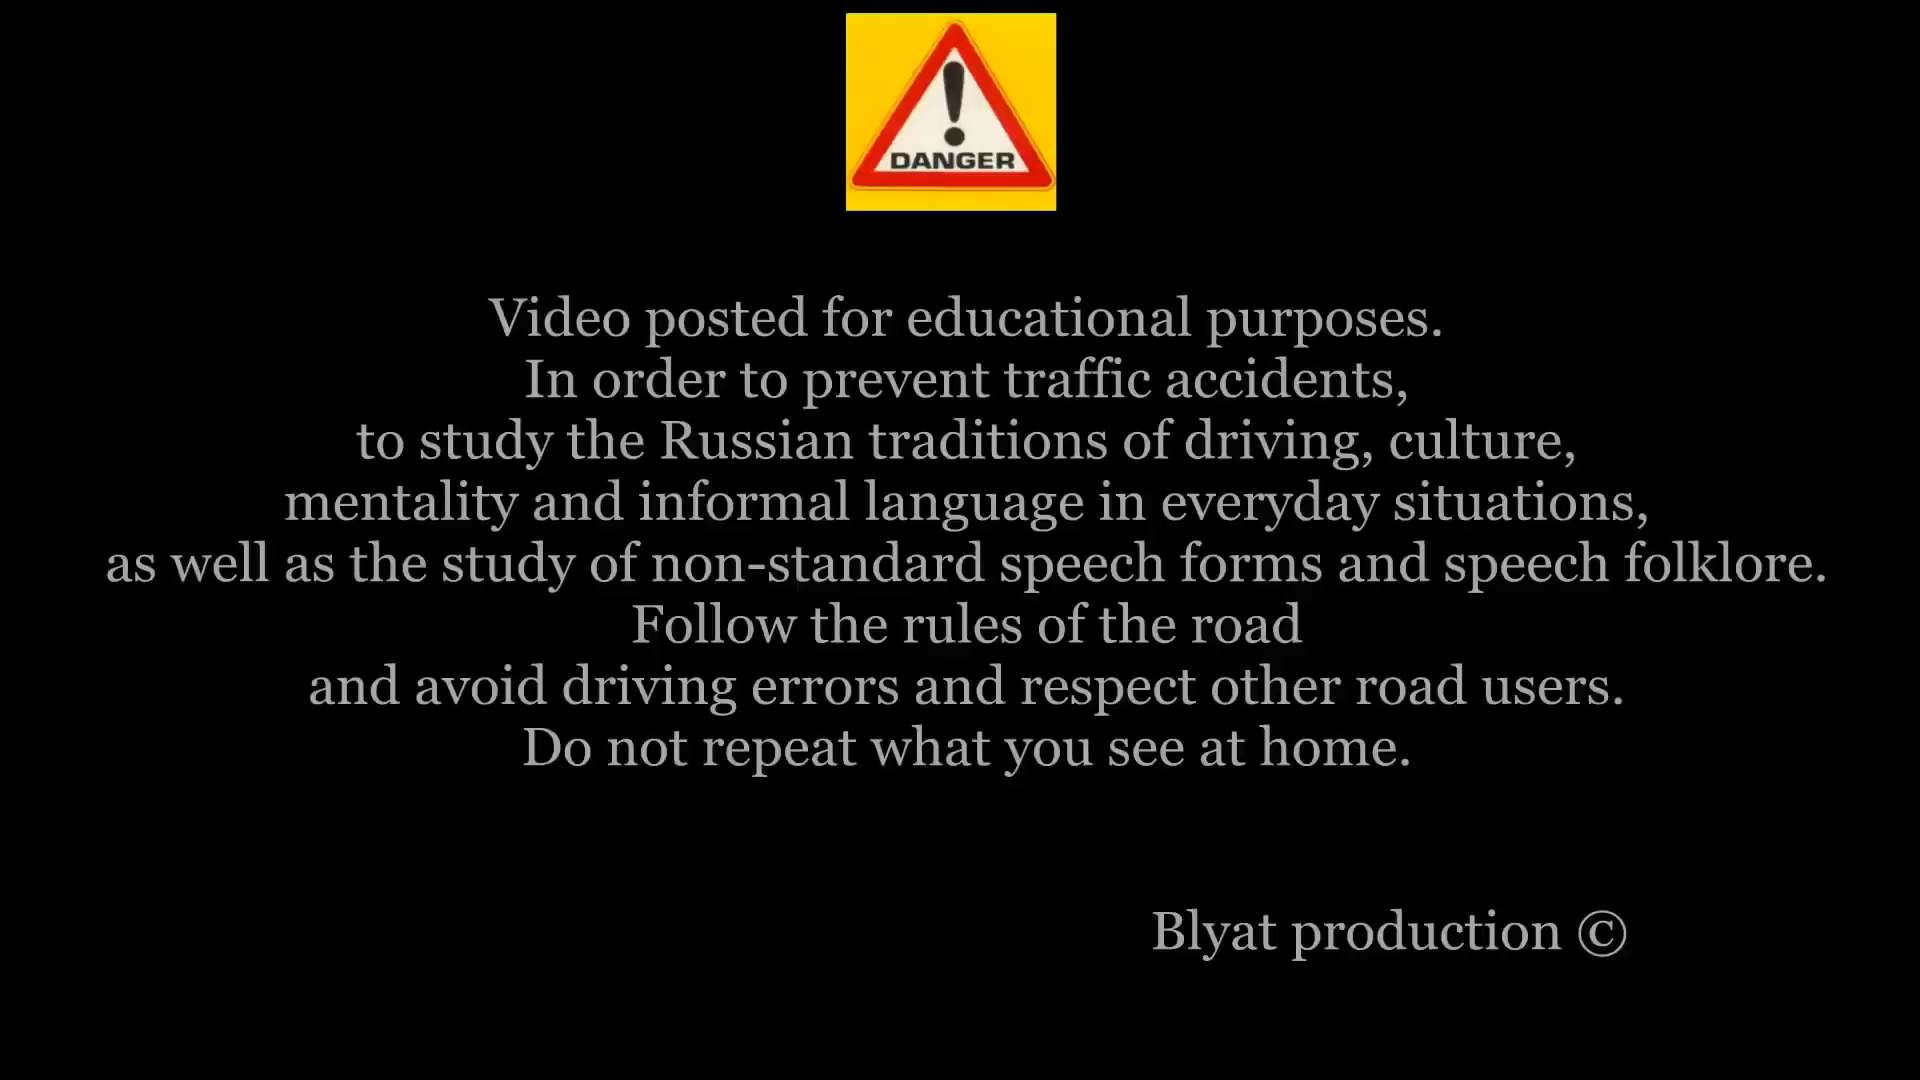 DANGER
Video posted for educational purposes.
In order to prevent traffic accidents,
to study the Russian traditions of driving, culture,
mentality and informal language in everyday situations,
as well as the study of non-standard speech forms and speech folklore.
Follow the rules of the road
and avoid driving errors and respect other road users.
Do not repeat what you see at home.
Blyat production ©